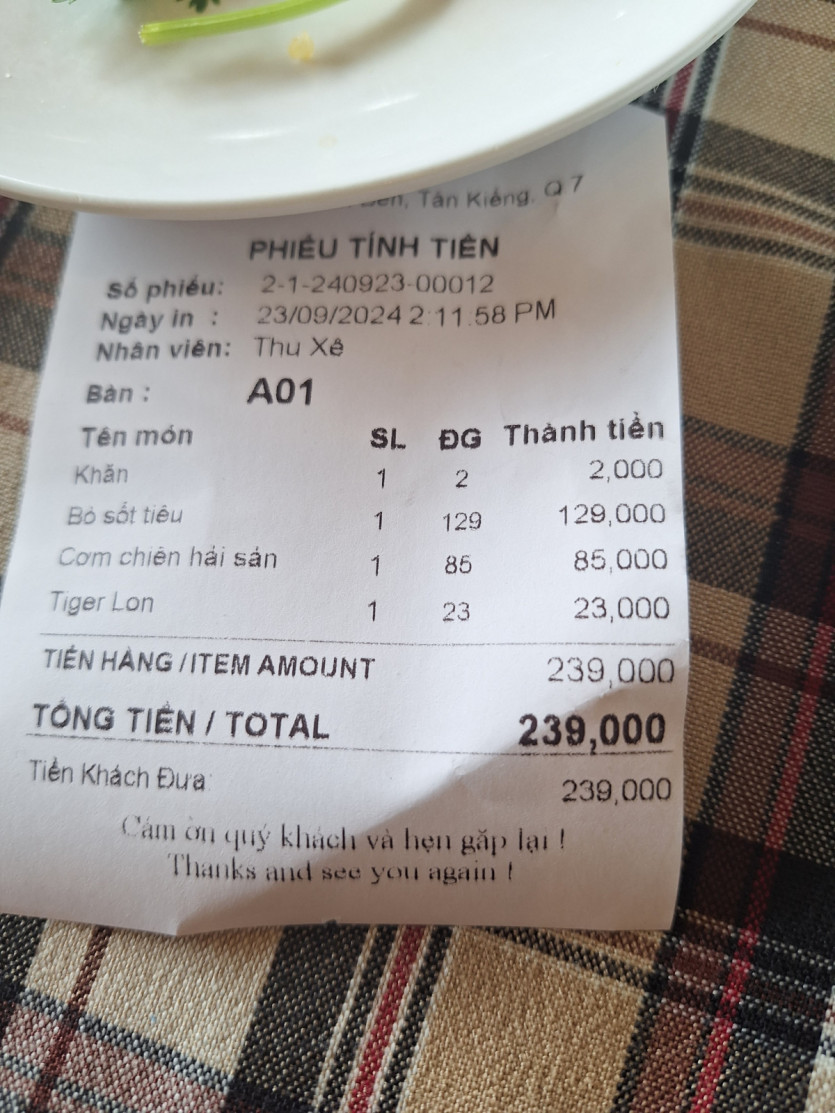 Tân Kiểng. Q 7
PHIẾU TÍNH TIỀN
Số phiếu: 2-1-240923-00012
Ngày in : 23/09/2024 2:11:58 PM
Nhân viên: Thu Xê
Bàn : A01
Tên món SL ĐG Thành tiền
Khăn 1 2 2,000
Bò sốt tiêu 1 129 129,000
Cơm chiên hải sản 1 85 85,000
Tiger Lon 1 23 23,000
TIỀN HÀNG / ITEM AMOUNT 239,000
TỔNG TIỀN / TOTAL 239,000
Tiền Khách Đưa: 239,000
Cám ơn quý khách và hẹn gặp lại !
Thanks and see you again !